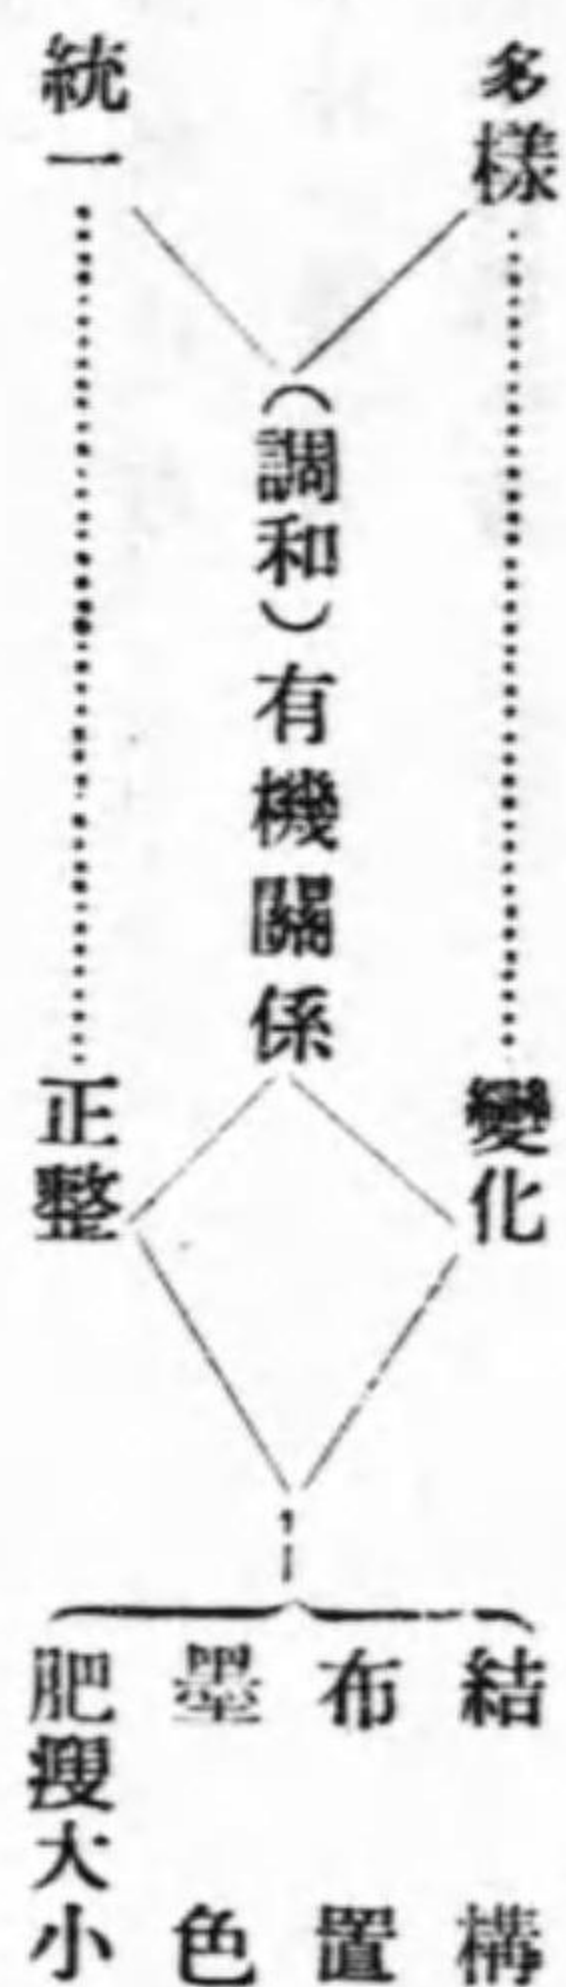 多樣
統一
(調和)有機關係
變化
正整
結構
布置
墨色
肥瘦大小